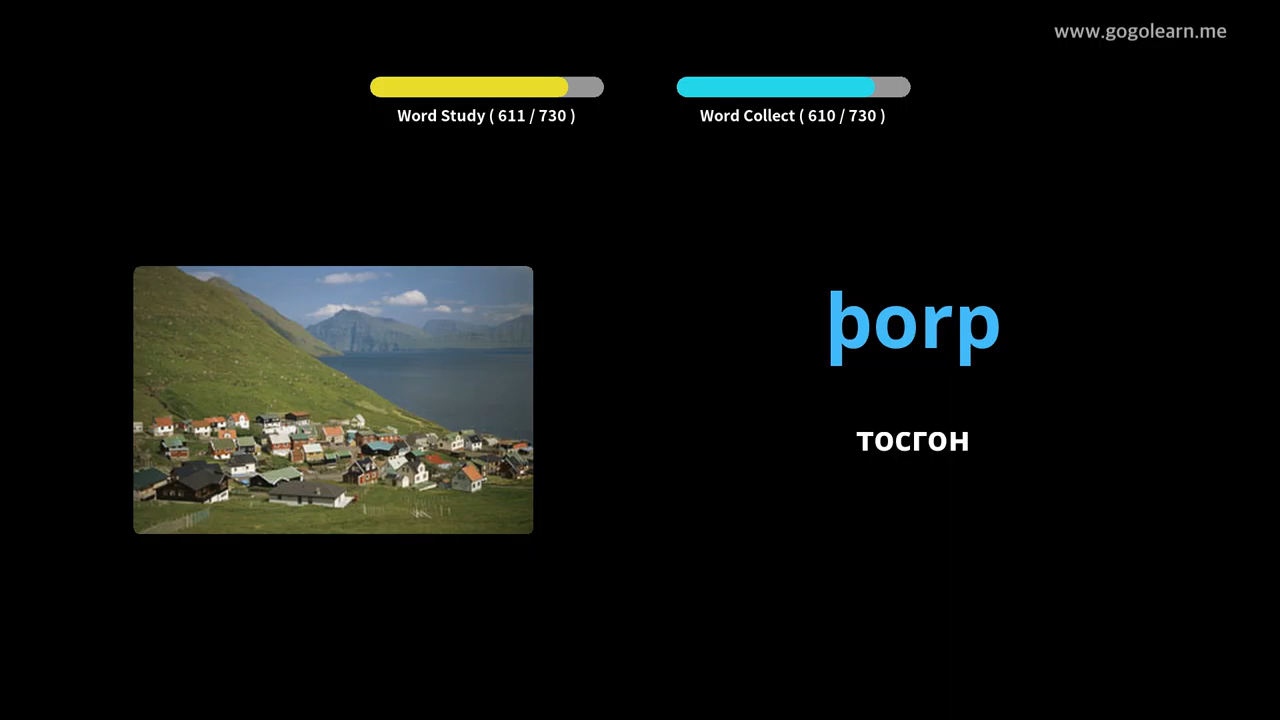 www.gogolearn.me
Word Study ( 611 / 730 )
Word Collect ( 610 / 730 )
þorp
тосгон